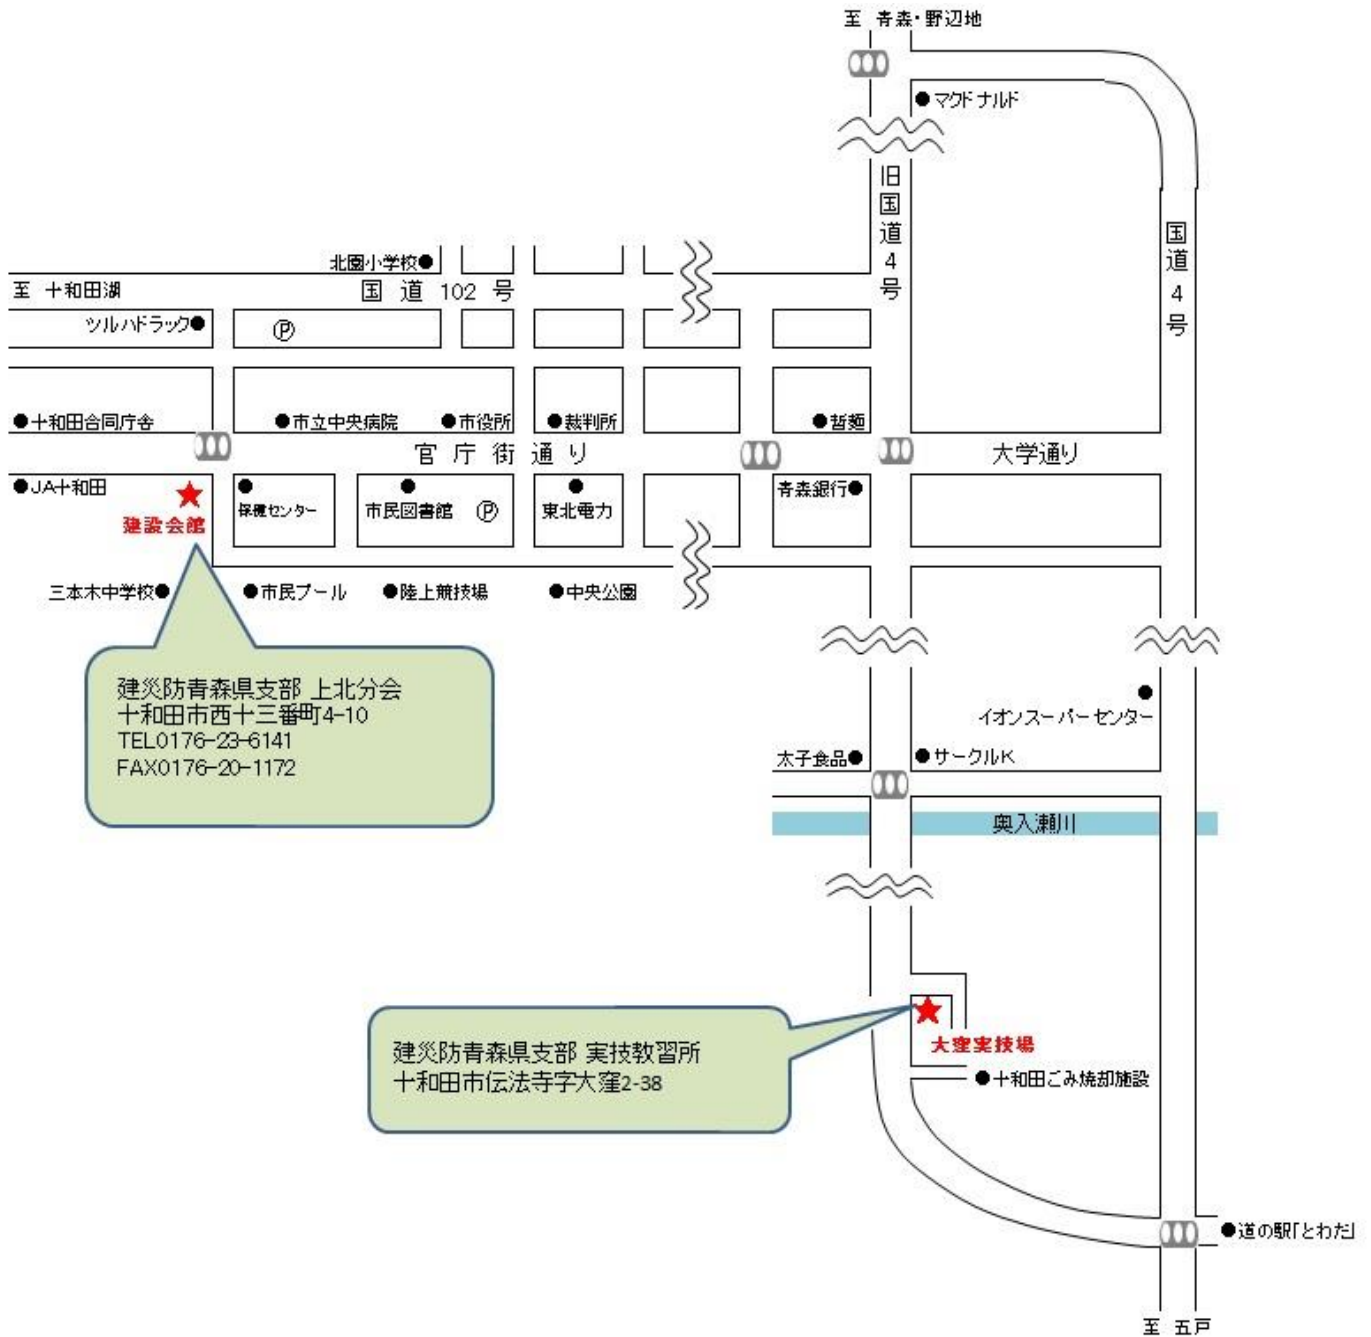 至 青森・野辺地
マクドナルド
旧国道4号
国道4号
北園小学校
至 十和田湖
国道102号
ツルハドラック
Ⓟ
十和田合同庁舎
市立中央病院
市役所
裁判所
哲麺
官庁街通り
大学通り
JA十和田
建設会館
保健センター
市民図書館 Ⓟ
東北電力
青森銀行
三本木中学校
市民プール
陸上競技場
中央公園
建災防青森県支部 上北分会
十和田市西十三番町4-10
TEL0176-23-6141
FAX0176-20-1172
イオンスーパーセンター
太子食品
サークルK
奥入瀬川
建災防青森県支部 実技教習所
十和田市伝法寺字大窪2-38
大窪実技場
十和田ごみ焼却施設
道の駅「とわだ」
至 五戸